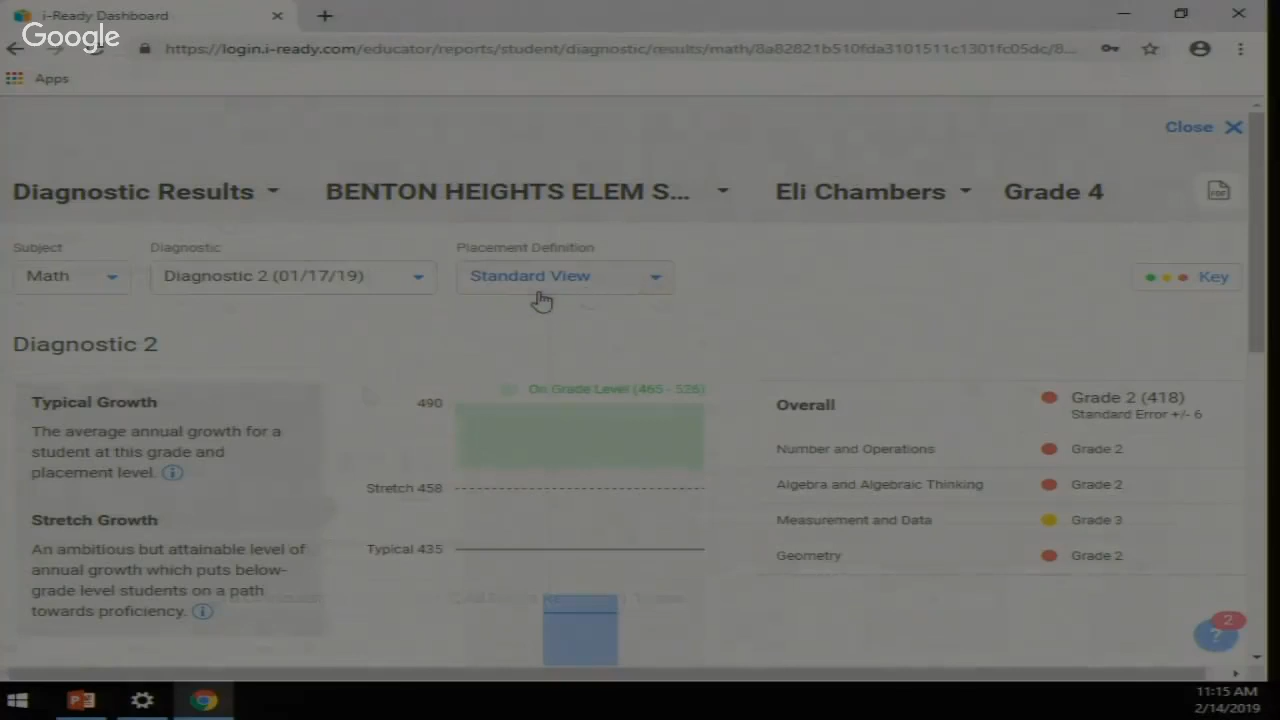 i-Ready Dashboard
Google
https://login.i-ready.com/educator/reports/student/diagnostic/results/math/8a82821b510fda3101511c1301fc05dc/8...
Apps
Close
Diagnostic Results
BENTON HEIGHTS ELEM S...
Eli Chambers
Grade 4
PDF
Subject
Diagnostic
Placement Definition
Math
Diagnostic 2 (01/17/19)
Standard View
Key
Diagnostic 2
Typical Growth
The average annual growth for a
student at this grade and
placement level.
Stretch Growth
An ambitious but attainable level of
annual growth which puts below-
grade level students on a path
towards proficiency.
On Grade Level (465 - 526)
490
Stretch 458
Typical 435
Overall
Grade 2 (418)
Standard Error +/- 6
Number and Operations
Grade 2
Algebra and Algebraic Thinking
Grade 2
Measurement and Data
Grade 3
Geometry
Grade 2
2
?
11:15 AM
2/14/2019